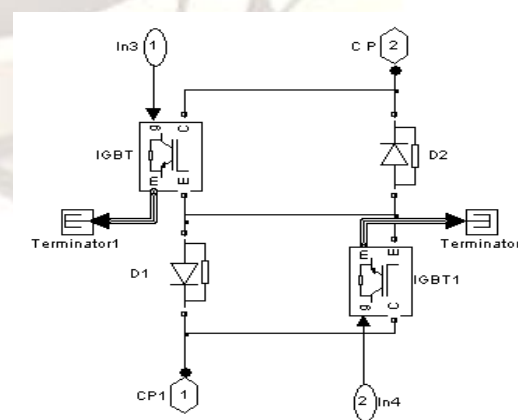 In3 1
C P 2
g C
IGBT
m E
D2
Terminator1
m E
Terminator
D1
IGBT1
g C
CP1 1
2 In4